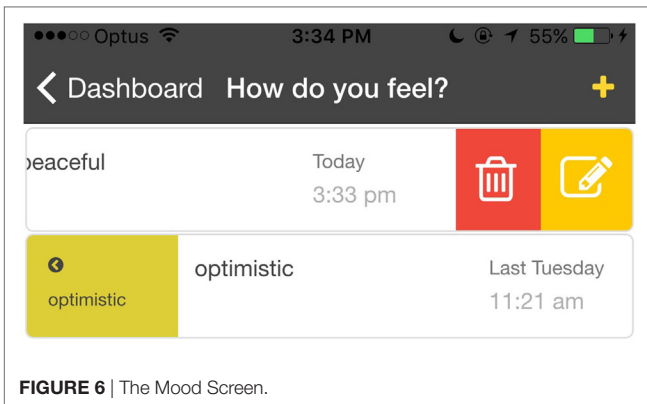 Optus 3:34 PM 55%
Dashboard How do you feel? +
peaceful Today
3:33 pm
optimistic optimistic Last Tuesday
11:21 am
FIGURE 6 | The Mood Screen.